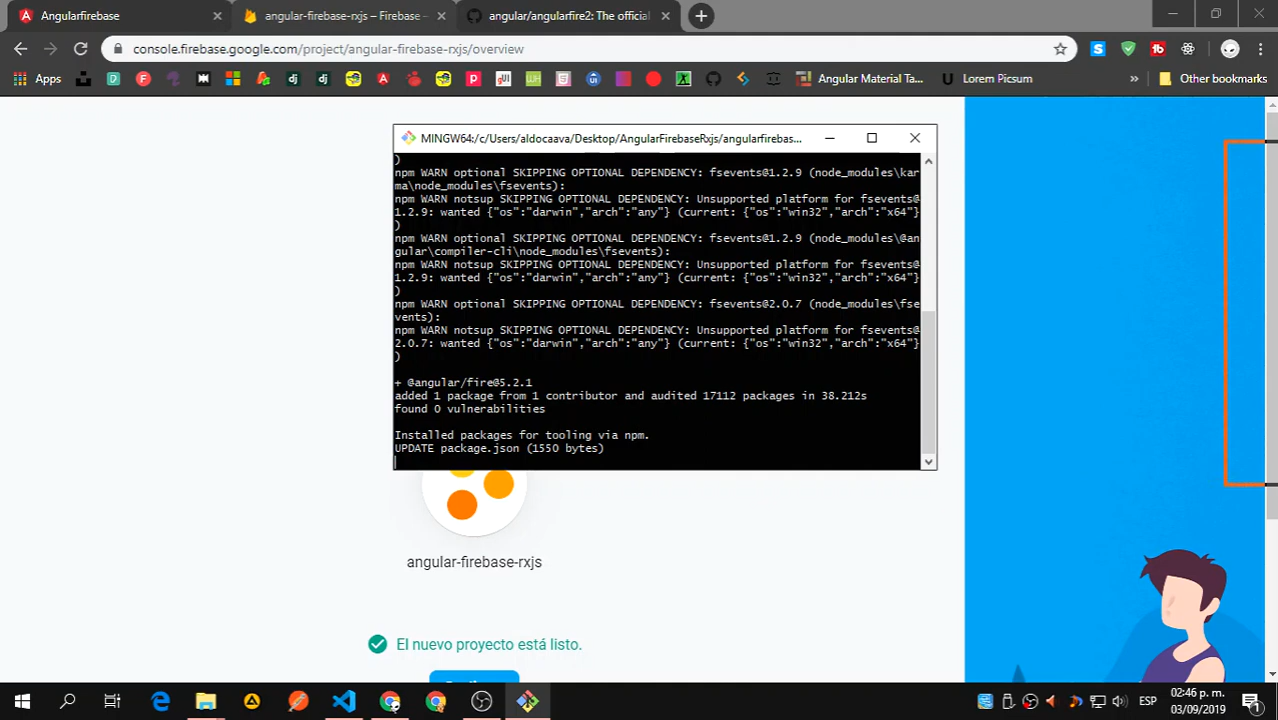 Angularfirebase
angular-firebase-rxjs – Firebase
angular/angularfire2: The official
console.firebase.google.com/project/angular-firebase-rxjs/overview
Apps
Angular Material Ta...
Lorem Picsum
Other bookmarks
MINGW64:/c/Users/aldocaava/Desktop/AngularFirebaseRxjs/angularfirebas...
)
npm WARN optional SKIPPING OPTIONAL DEPENDENCY: fsevents@1.2.9 (node_modules\kar
ma\node_modules\fsevents):
npm WARN notsup SKIPPING OPTIONAL DEPENDENCY: Unsupported platform for fsevents@
1.2.9: wanted {"os":"darwin","arch":"any"} (current: {"os":"win32","arch":"x64"}
)
npm WARN optional SKIPPING OPTIONAL DEPENDENCY: fsevents@1.2.9 (node_modules\@an
gular\compiler-cli\node_modules\fsevents):
npm WARN notsup SKIPPING OPTIONAL DEPENDENCY: Unsupported platform for fsevents@
1.2.9: wanted {"os":"darwin","arch":"any"} (current: {"os":"win32","arch":"x64"}
)
npm WARN optional SKIPPING OPTIONAL DEPENDENCY: fsevents@2.0.7 (node_modules\fse
vents):
npm WARN notsup SKIPPING OPTIONAL DEPENDENCY: Unsupported platform for fsevents@
2.0.7: wanted {"os":"darwin","arch":"any"} (current: {"os":"win32","arch":"x64"}
)
+ @angular/fire@5.2.1
added 1 package from 1 contributor and audited 17112 packages in 38.212s
found 0 vulnerabilities
Installed packages for tooling via npm.
UPDATE package.json (1550 bytes)
angular-firebase-rxjs
El nuevo proyecto está listo.
ESP
02:46 p. m.
03/09/2019